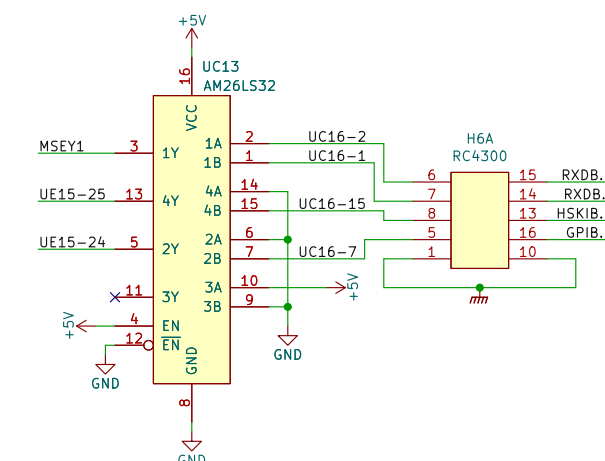 +5V
UC13
AM26LS32
16
VCC
MSEY1 3 1Y 1A 2 UC16-2
1B 1 UC16-1
H6A
RC4300
UE15-25 13 4Y 4A 14
4B 15 UC16-15
UE15-24 5 2Y 2A 6
2B 7 UC16-7
6 15 RXDB.
7 14 RXDB.
8 13 HSKIB.
5 16 GPIB.
1 10
11 3Y 3A 10 +5V
3B 9
+5V 4 EN
12 EN
GND
GND
GND
8
GND